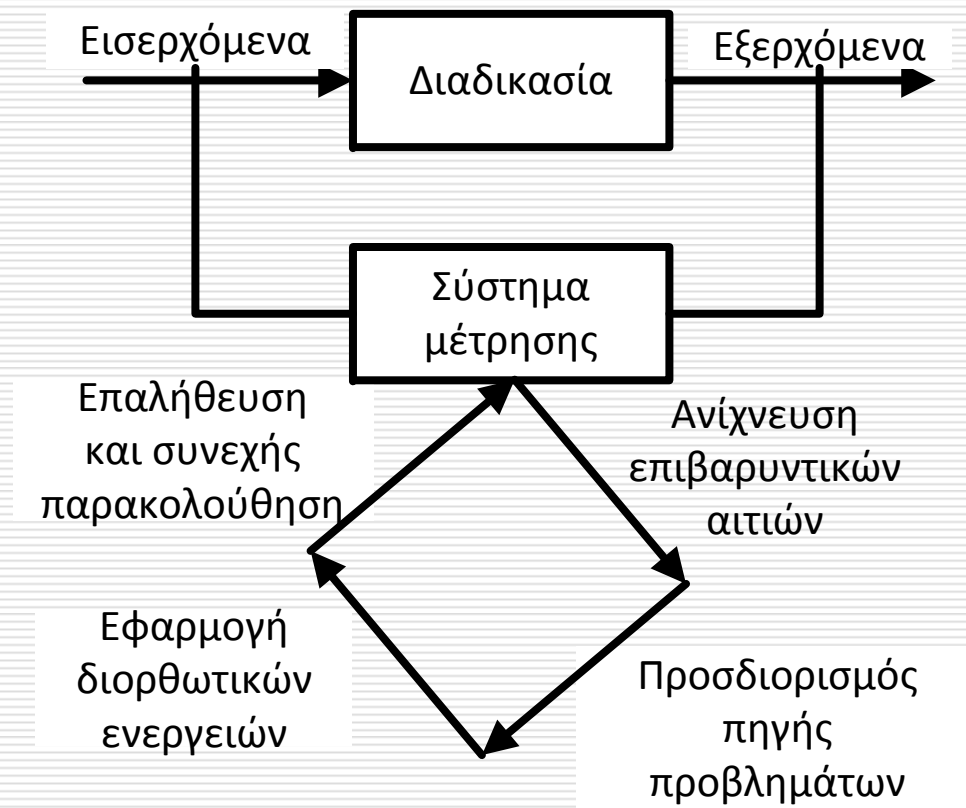 Εισερχόμενα
Διαδικασία
Εξερχόμενα
Σύστημα
μέτρησης
Επαλήθευση
και συνεχής
παρακολούθηση
Ανίχνευση
επιβαρυντικών
αιτιών
Εφαρμογή
διορθωτικών
ενεργειών
Προσδιορισμός
πηγής
προβλημάτων